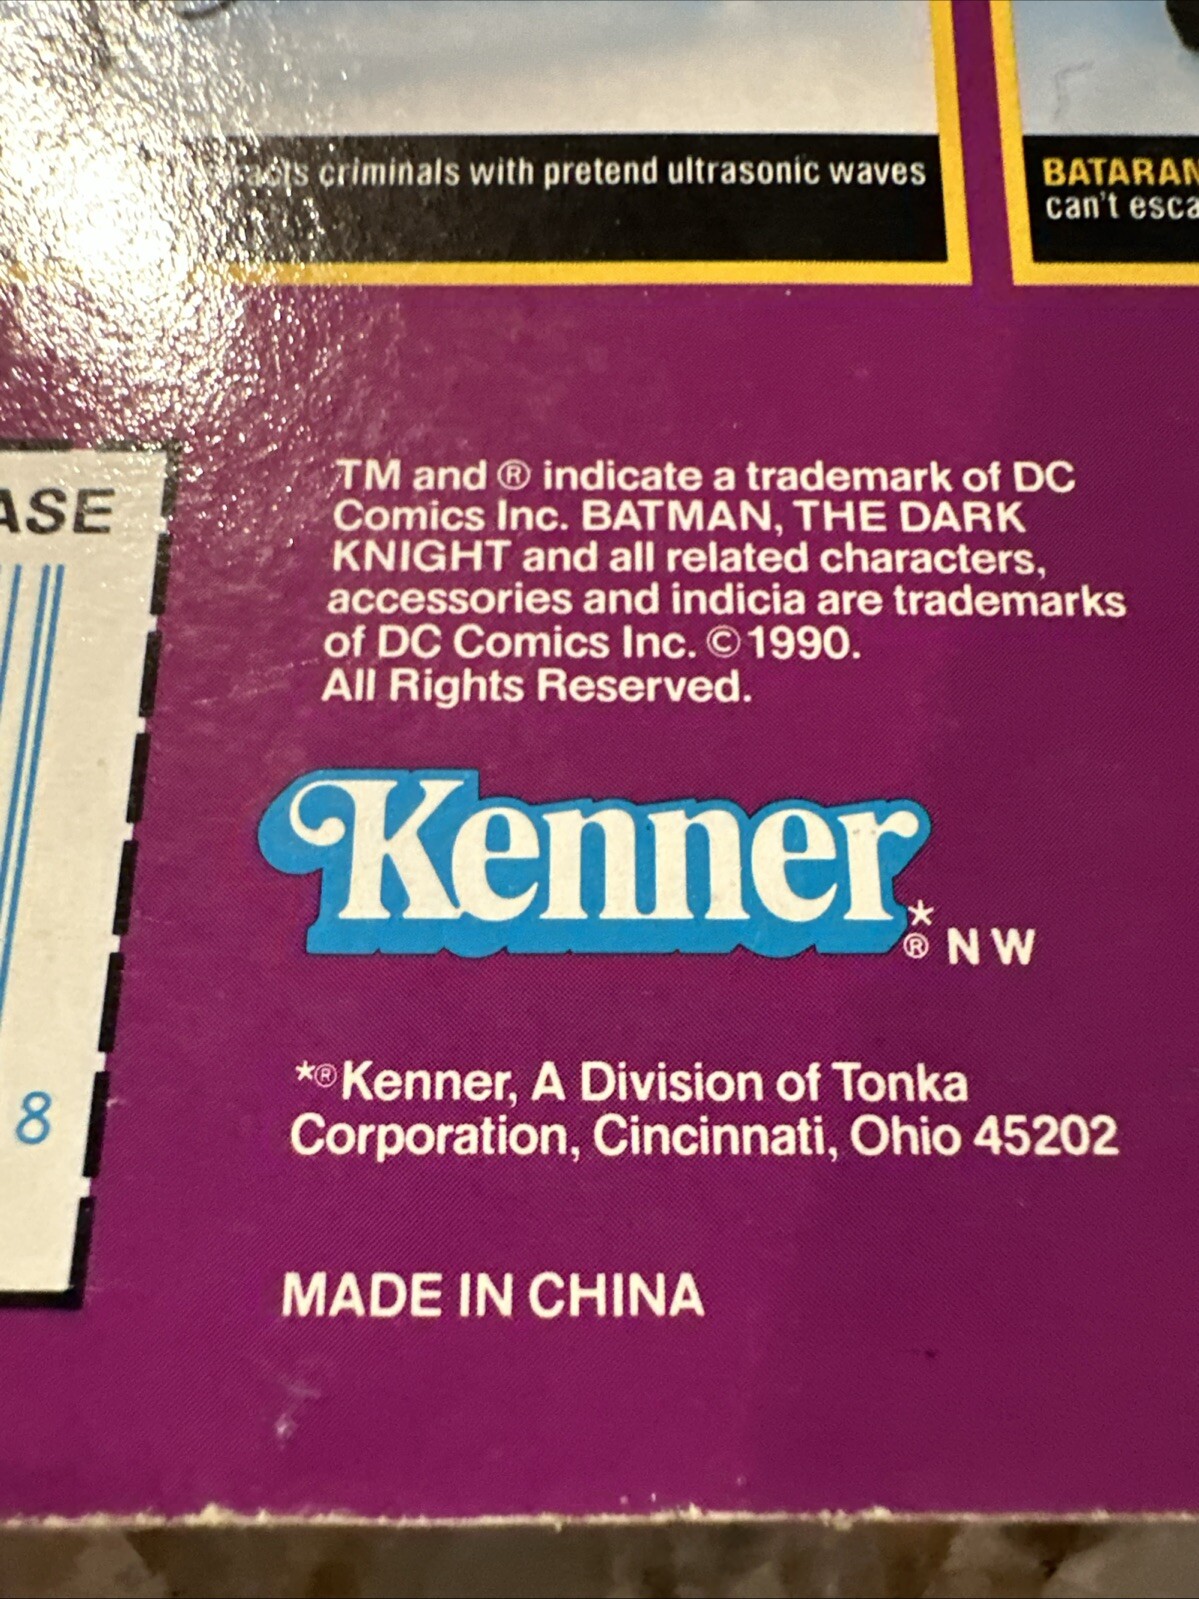 criminals with pretend ultrasonic waves
BATARAN
can't esca
ASE
8
TM and ® indicate a trademark of DC
Comics Inc. BATMAN, THE DARK
KNIGHT and all related characters,
accessories and indicia are trademarks
of DC Comics Inc. © 1990.
All Rights Reserved.
Kenner*® N W
*®Kenner, A Division of Tonka
Corporation, Cincinnati, Ohio 45202
MADE IN CHINA